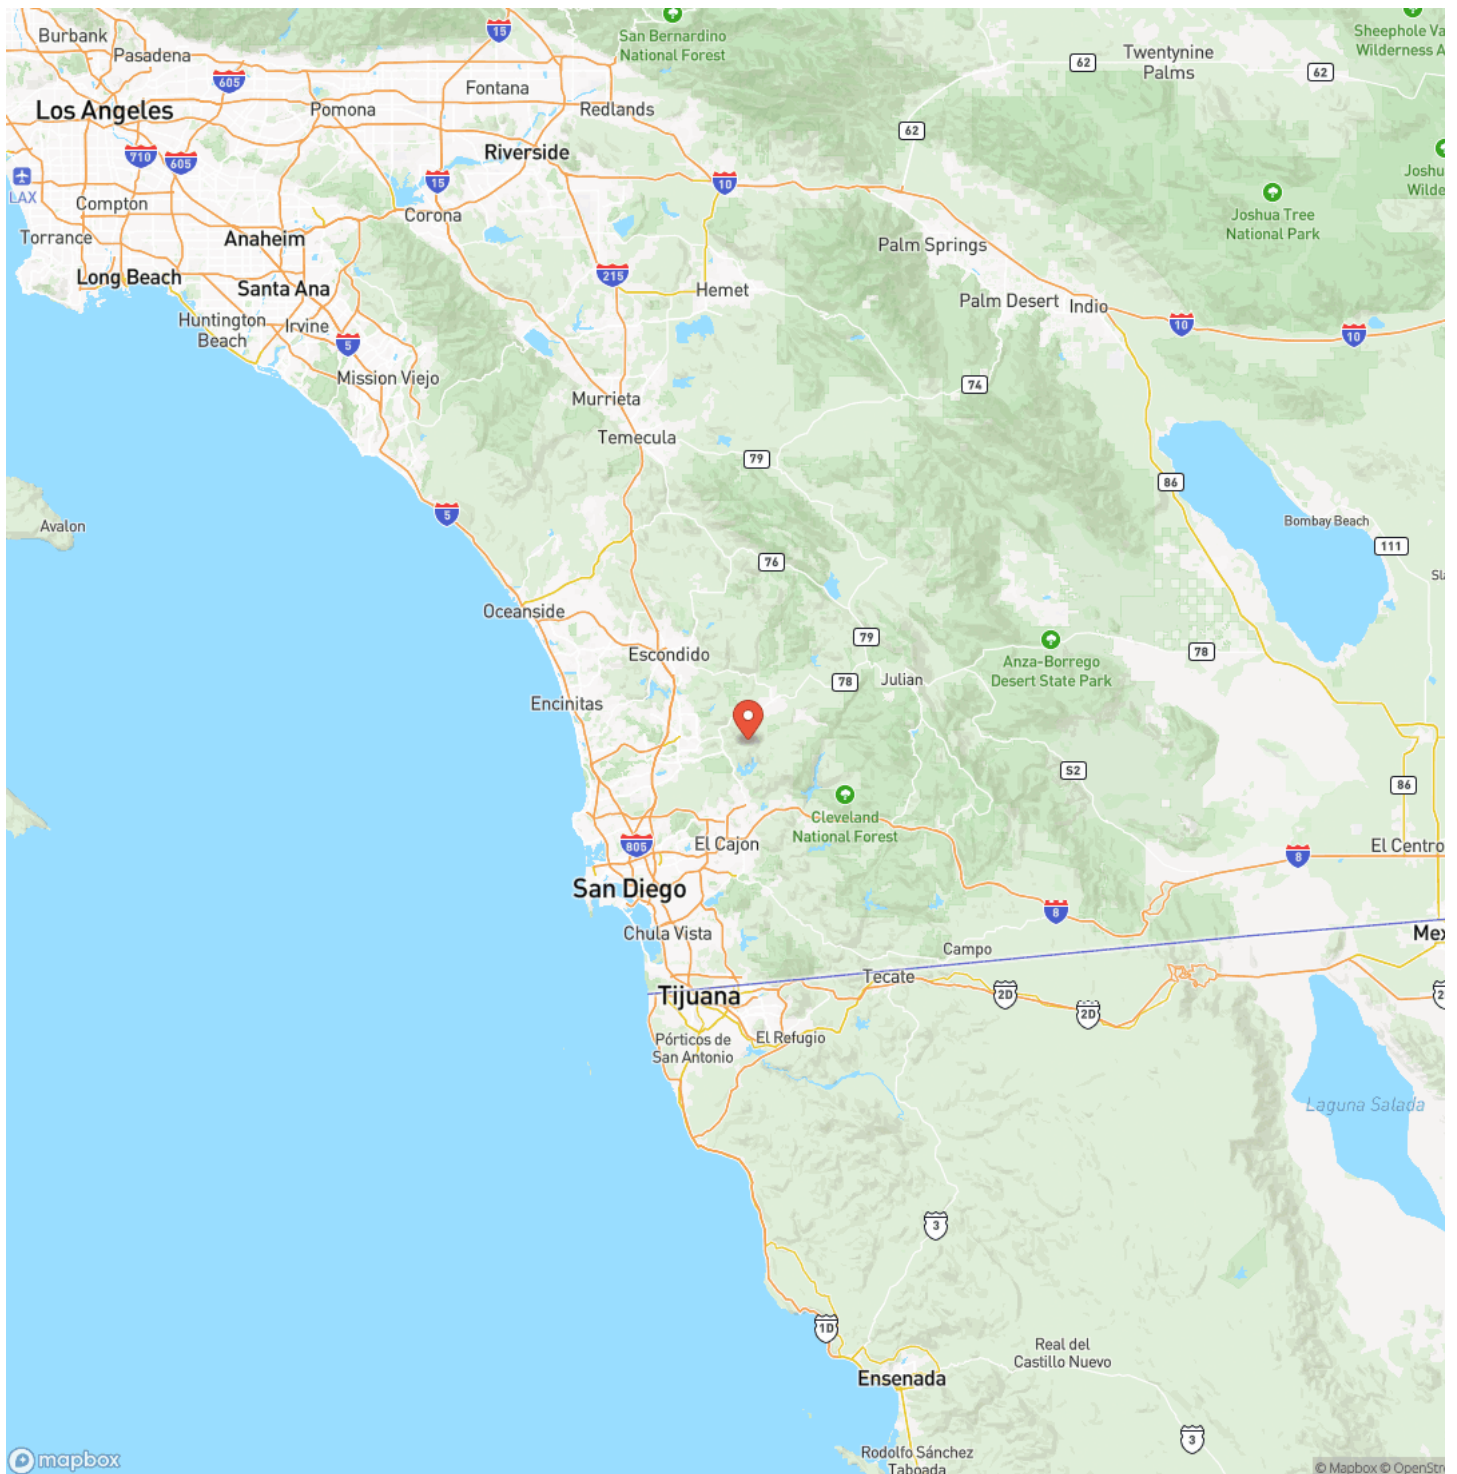 Burbank
Pasadena
15
San Bernardino
National Forest
Sheephole Va
Wilderness A
Twentynine
Palms
62
62
605
Fontana
Los Angeles
Pomona
Redlands
62
710
605
Riverside
15
10
LAX
Compton
Corona
Joshu
Wilde
Joshua Tree
National Park
Torrance
Anaheim
Palm Springs
Long Beach
Santa Ana
215
Hemet
Palm Desert
Indio
Huntington
Beach
Irvine
5
10
10
Mission Viejo
74
Murrieta
Temecula
79
86
Avalon
5
Bombay Beach
111
76
Sla
Oceanside
79
Escondido
78
Julian
Anza-Borrego
Desert State Park
78
Encinitas
S2
86
Cleveland
National Forest
805
El Cajon
El Centro
8
San Diego
8
Chula Vista
Campo
Mex
Tijuana
Tecate
2D
2D
2
Pórticos de
San Antonio
El Refugio
Laguna Salada
3
1D
Real del
Castillo Nuevo
Ensenada
3
Rodolfo Sánchez
Taboada
mapbox
© Mapbox © OpenStre